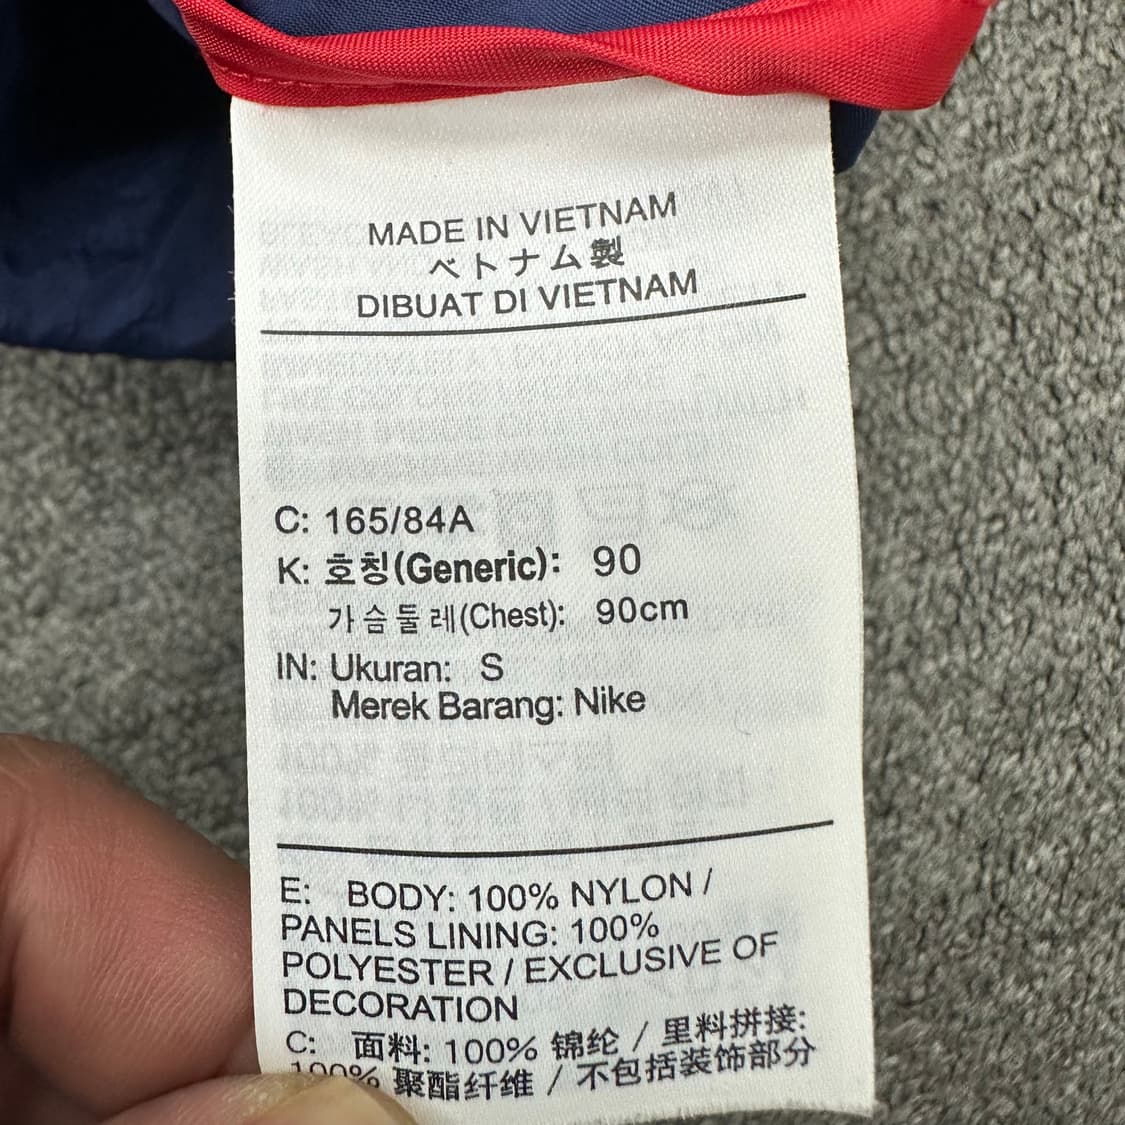 MADE IN VIETNAM
ベトナム製
DIBUAT DI VIETNAM
C: 165/84A
K: 호칭(Generic): 90
가슴둘레(Chest): 90cm
IN: Ukuran: S
Merek Barang: Nike
E: BODY: 100% NYLON /
PANELS LINING: 100%
POLYESTER / EXCLUSIVE OF
DECORATION
C: 面料: 100% 锦纶 / 里料拼接:
100% 聚酯纤维 / 不包括装饰部分